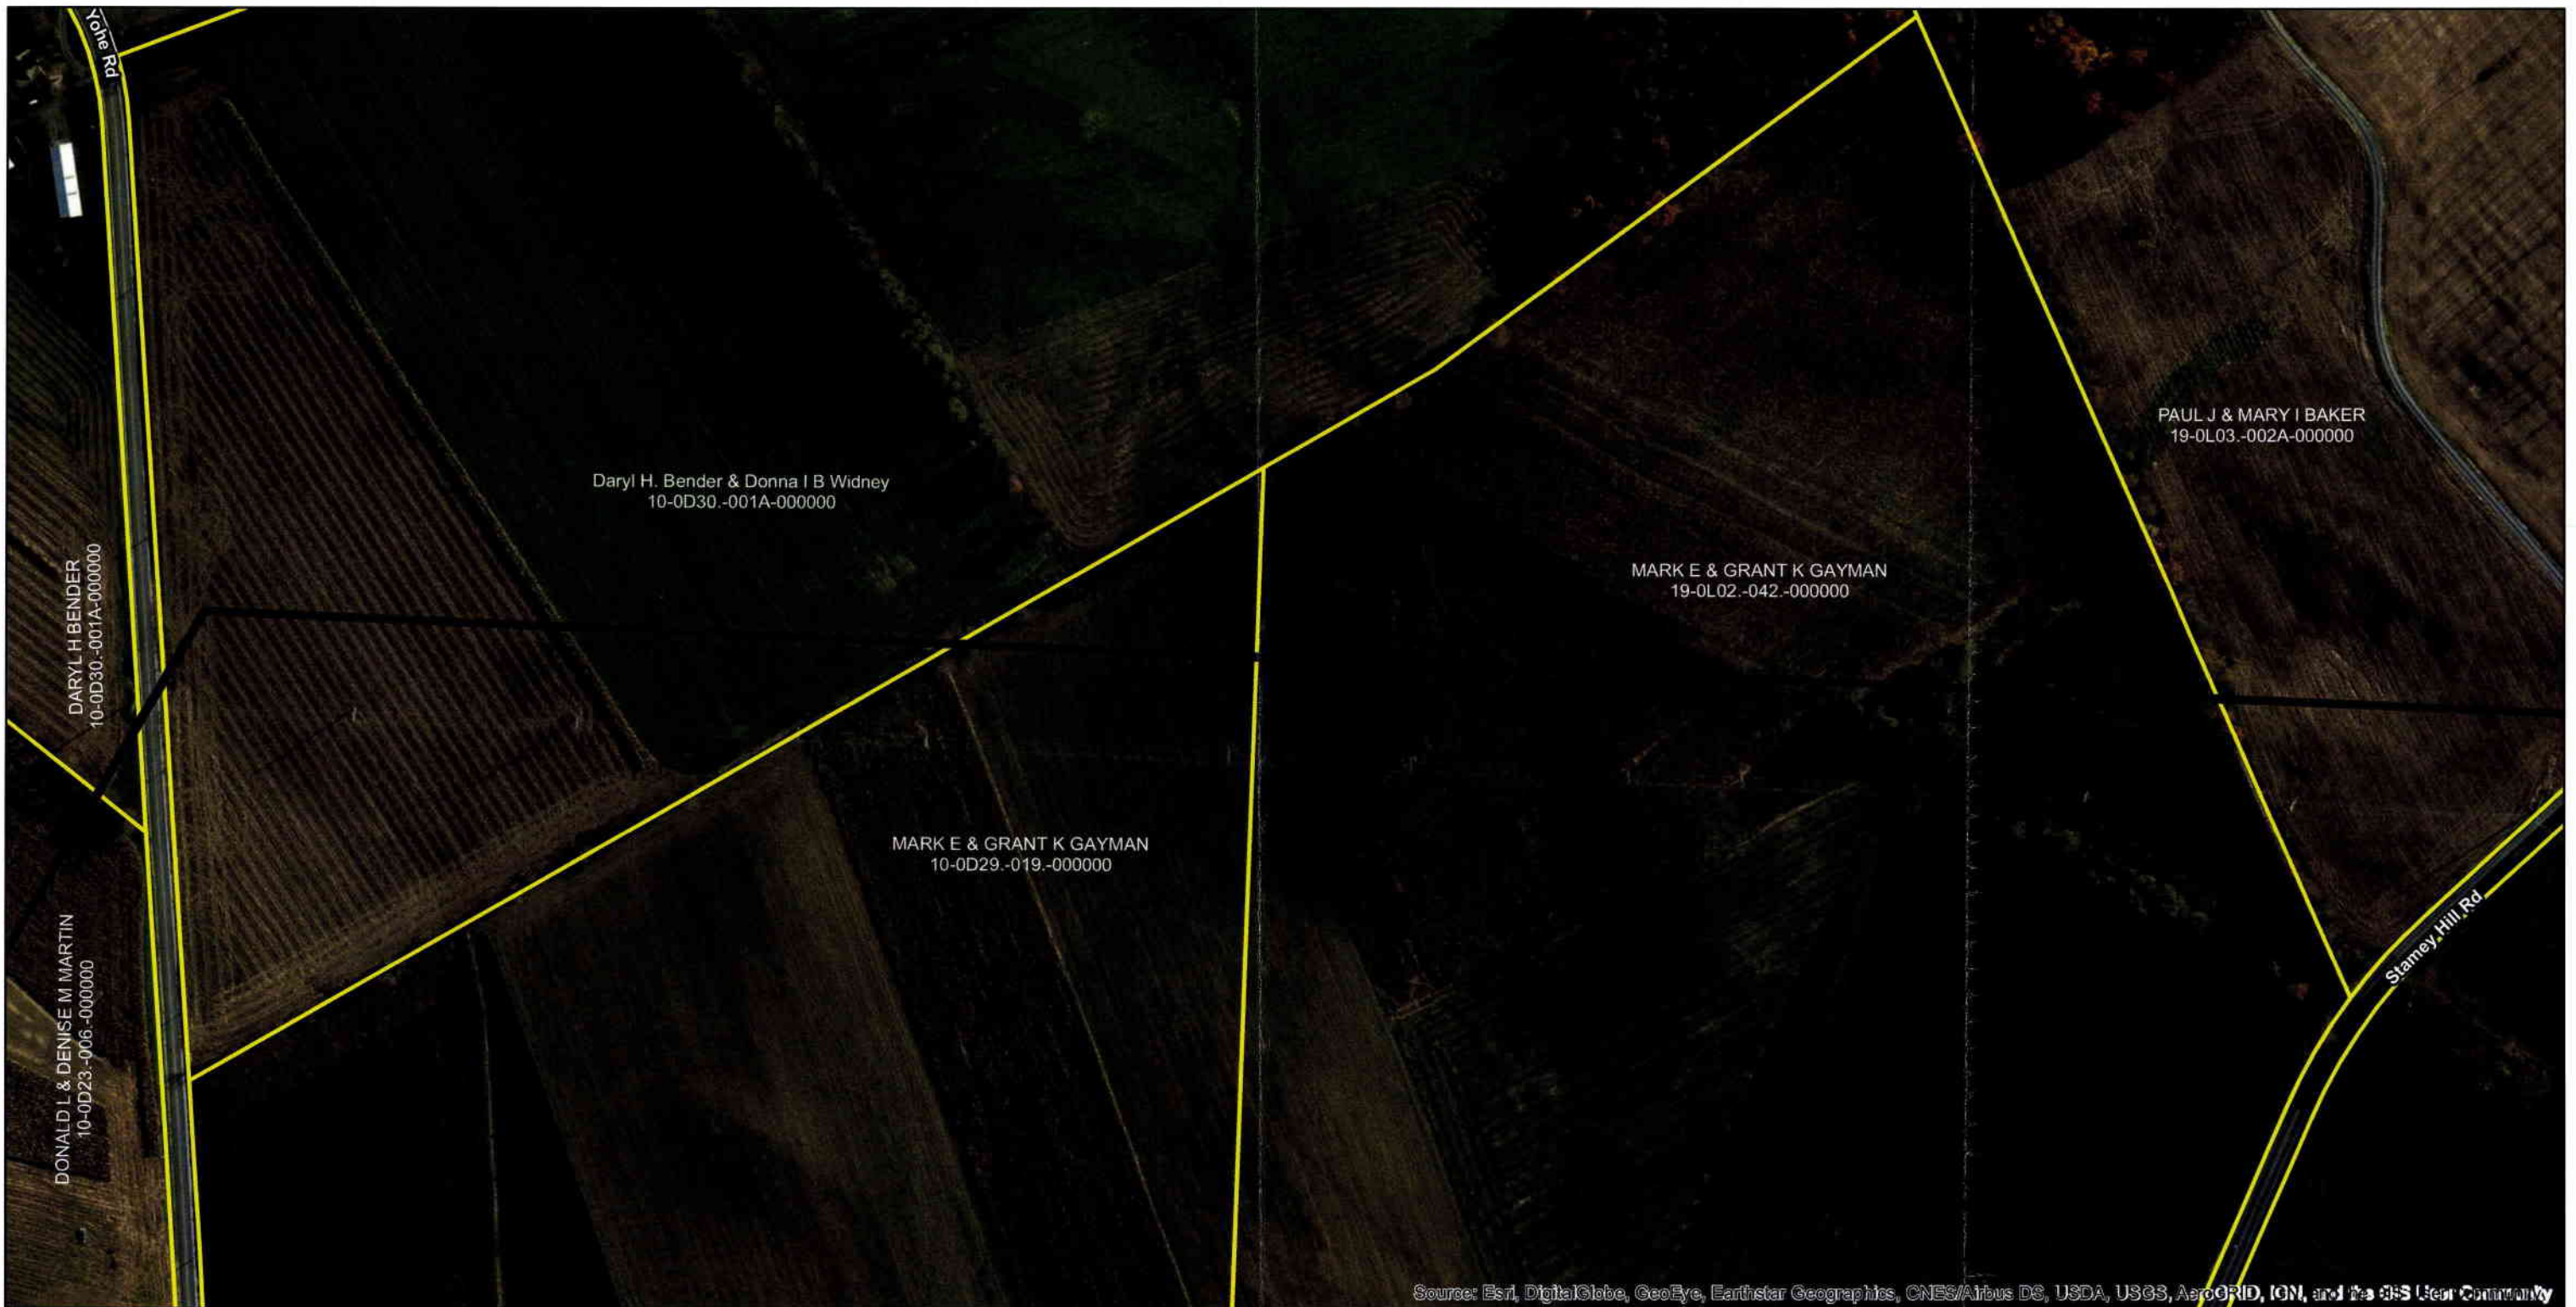 Yohe Rd
Daryl H. Bender & Donna I B Widney
10-0D30.-001A-000000
PAUL J & MARY I BAKER
19-0L03.-002A-000000
DARYL H BENDER
10-0D30.-001A-000000
MARK E & GRANT K GAYMAN
19-0L02.-042.-000000
MARK E & GRANT K GAYMAN
10-0D29.-019.-000000
DONALD L & DENISE M MARTIN
10-0D23.-006.-000000
Stamey Hill Rd
Source: Esri, DigitalGlobe, GeoEye, Earthstar Geographics, CNES/Airbus DS, USDA, USGS, AeroGRID, IGN, and the GIS User Community